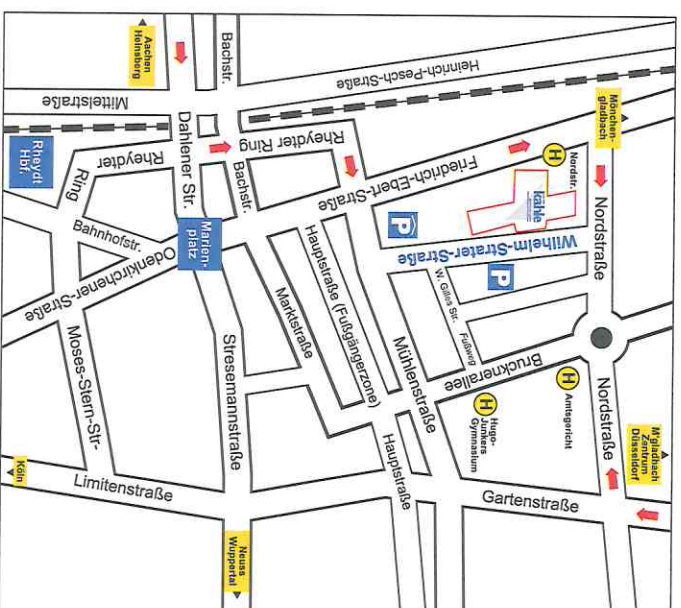 Mönchen-
gladbach
Heinrich-Pesch-Straße
Bachstr.
Aachen
Heinsberg
Mittelstraße
Dahlener Str.
Rheydter Ring
Bachstr.
Rheydt
Hbf.
Rheydter
Ring
Bahnhofstr.
Marien-
platz
Odenkirchener-Straße
Friedrich-Ebert-Straße
H
Nordstr.
kähle
Nordstraße
Wilhelm-Strater-Straße
P
P
W. Gilles Str.
Fußweg
Hauptstraße (Fußgängerzone)
Marktstraße
Mühlenstraße
Brucknerallee
H
Amtsgericht
H
Hugo-
Junkers
Gymnasium
Nordstraße
M'gladbach
Zentrum
Düsseldorf
Stresemannstraße
Moses-Stern-Str-
Hauptstraße
Gartenstraße
Limitenstraße
Köln
Neuss
Wuppertal